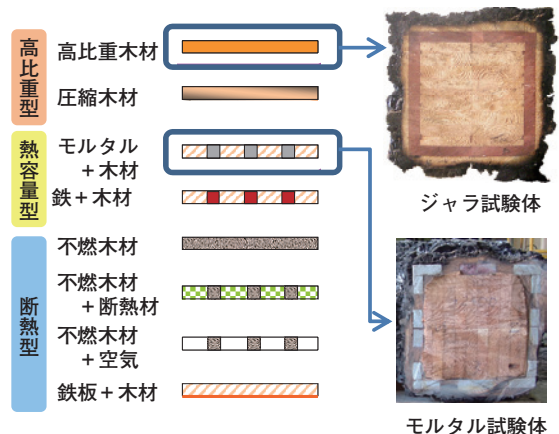 高比重型
高比重木材
圧縮木材
熱容量型
モルタル
+木材
鉄+木材
断熱型
不燃木材
不燃木材
+断熱材
不燃木材
+空気
鉄板+木材
ジャラ試験体
モルタル試験体